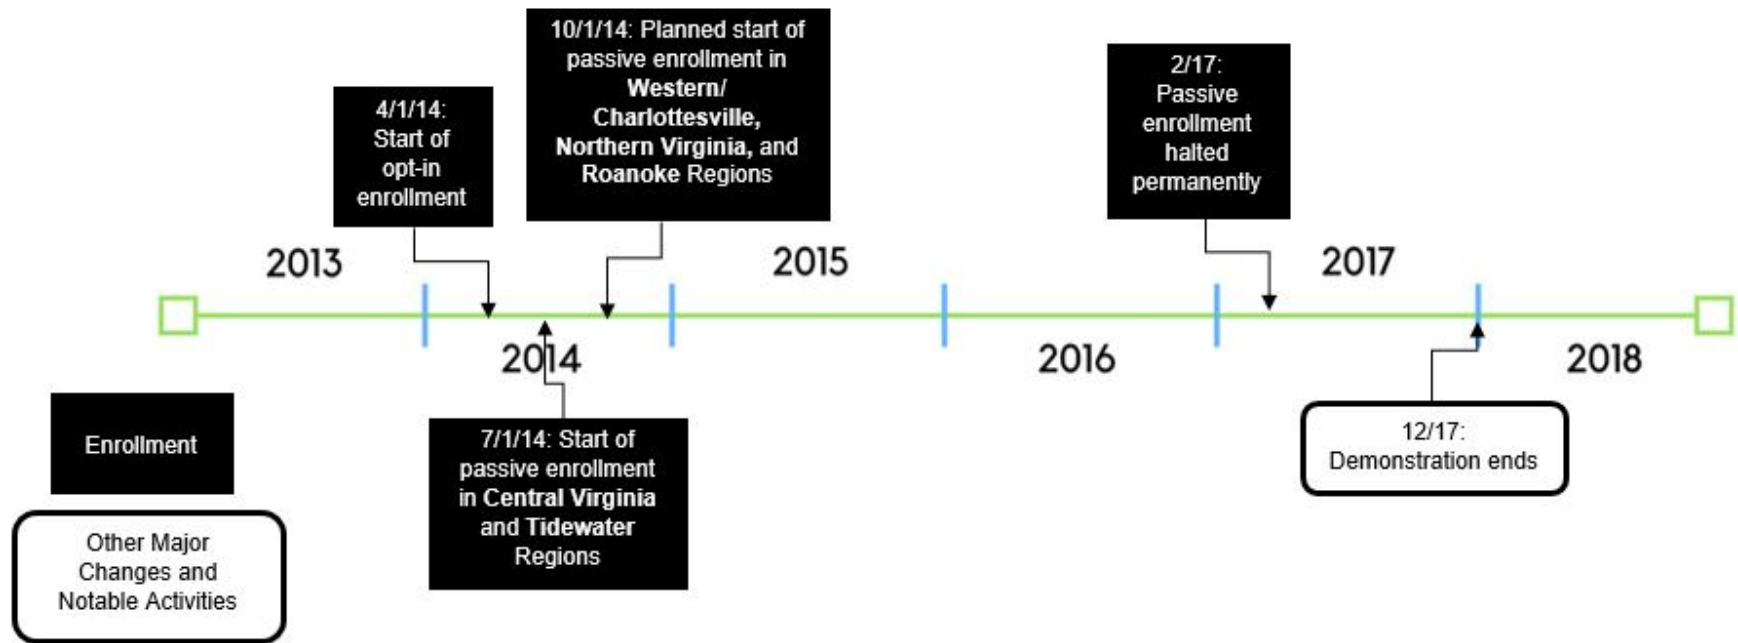 10/1/14: Planned start of
passive enrollment in
Western/
Charlottesville,
Northern Virginia, and
Roanoke Regions
4/1/14:
Start of
opt-in
enrollment
2/17:
Passive
enrollment
halted
permanently
2013
2015
2017
2014
2016
2018
Enrollment
7/1/14: Start of
passive enrollment
in Central Virginia
and Tidewater
Regions
12/17:
Demonstration ends
Other Major
Changes and
Notable Activities